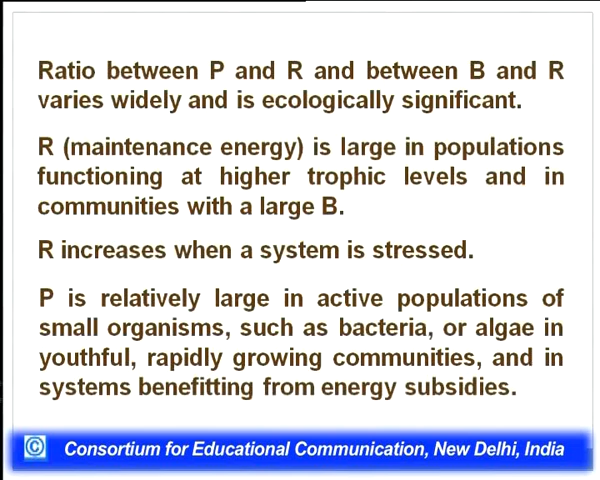 Ratio between P and R and between B and R
varies widely and is ecologically significant.
R (maintenance energy) is large in populations
functioning at higher trophic levels and in
communities with a large B.
R increases when a system is stressed.
P is relatively large in active populations of
small organisms, such as bacteria, or algae in
youthful, rapidly growing communities, and in
systems benefitting from energy subsidies.
© Consortium for Educational Communication, New Delhi, India